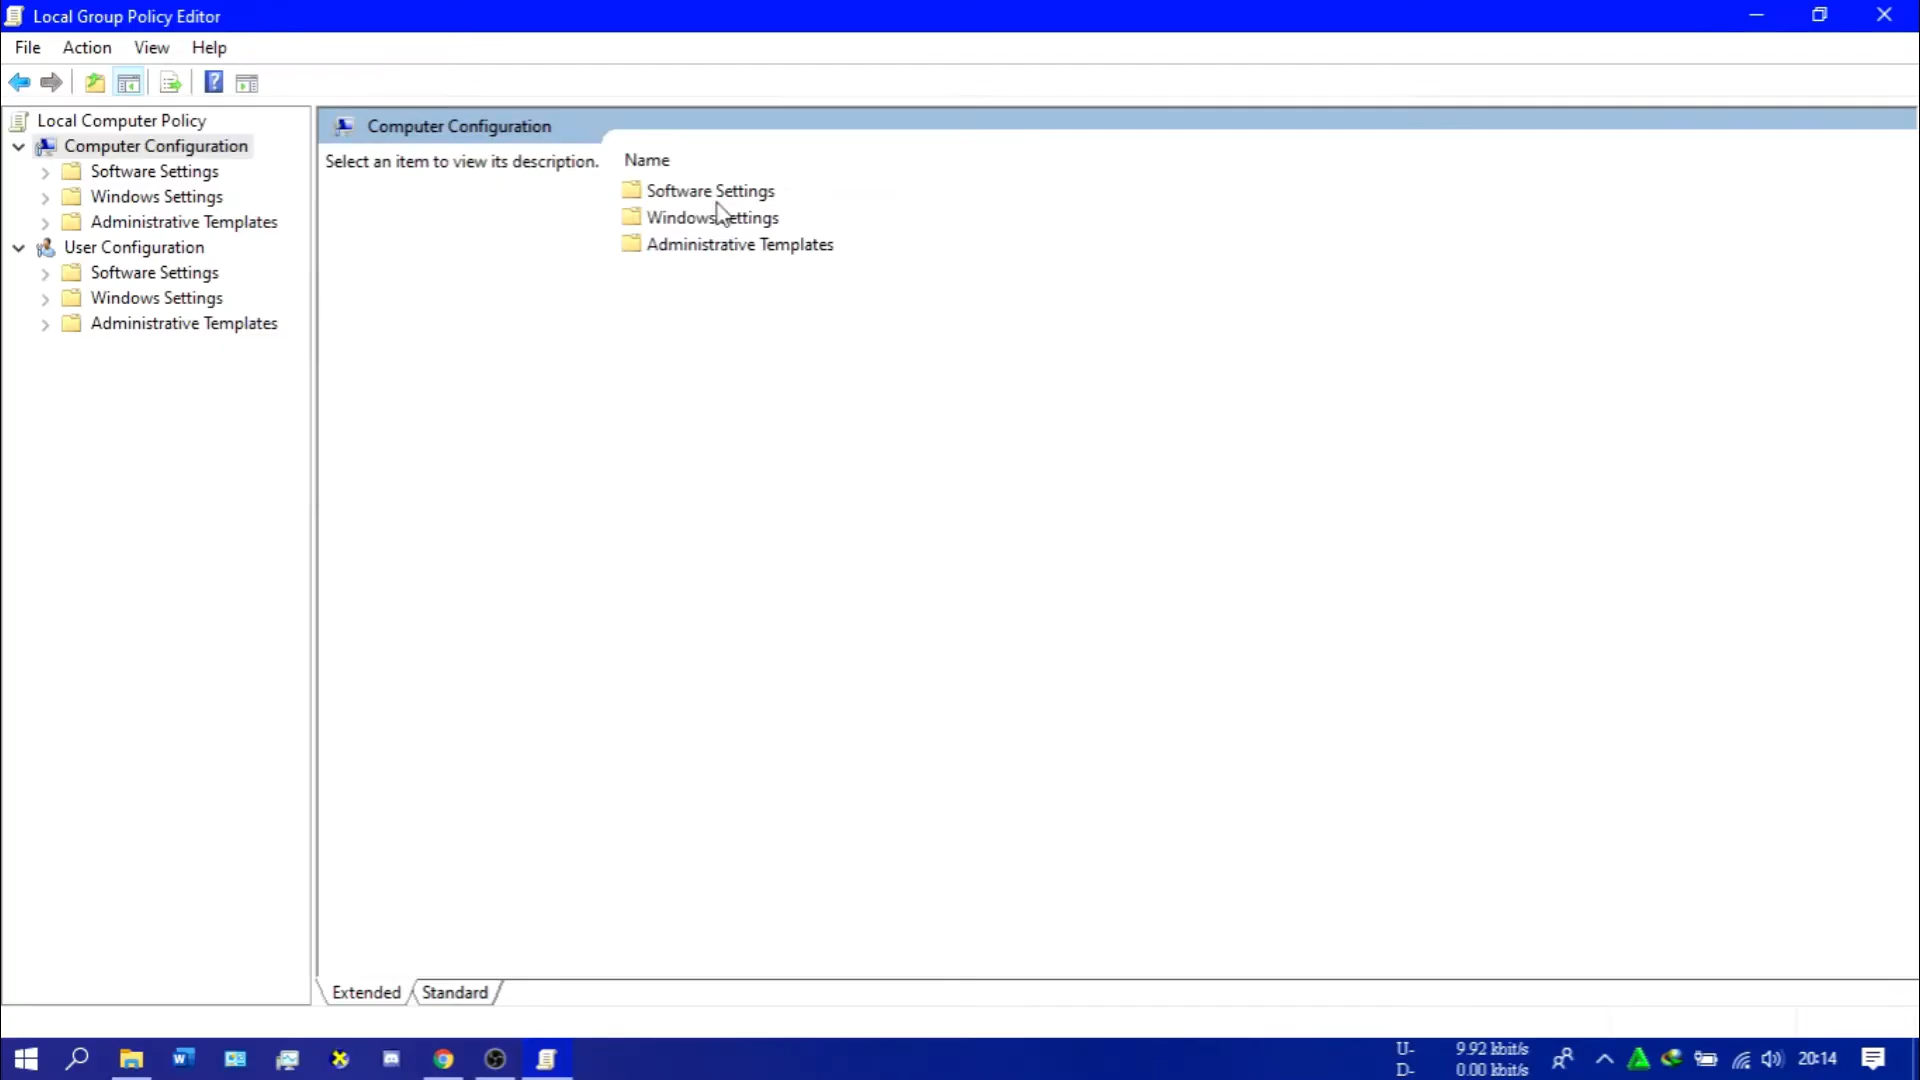 Local Group Policy Editor
File Action View Help
Local Computer Policy
Computer Configuration
Software Settings
Windows Settings
Administrative Templates
User Configuration
Software Settings
Windows Settings
Administrative Templates
Computer Configuration
Select an item to view its description.
Name
Software Settings
Windows Settings
Administrative Templates
Extended Standard
U- 9.92 kbit/s
D- 0.00 kbit/s
20:14